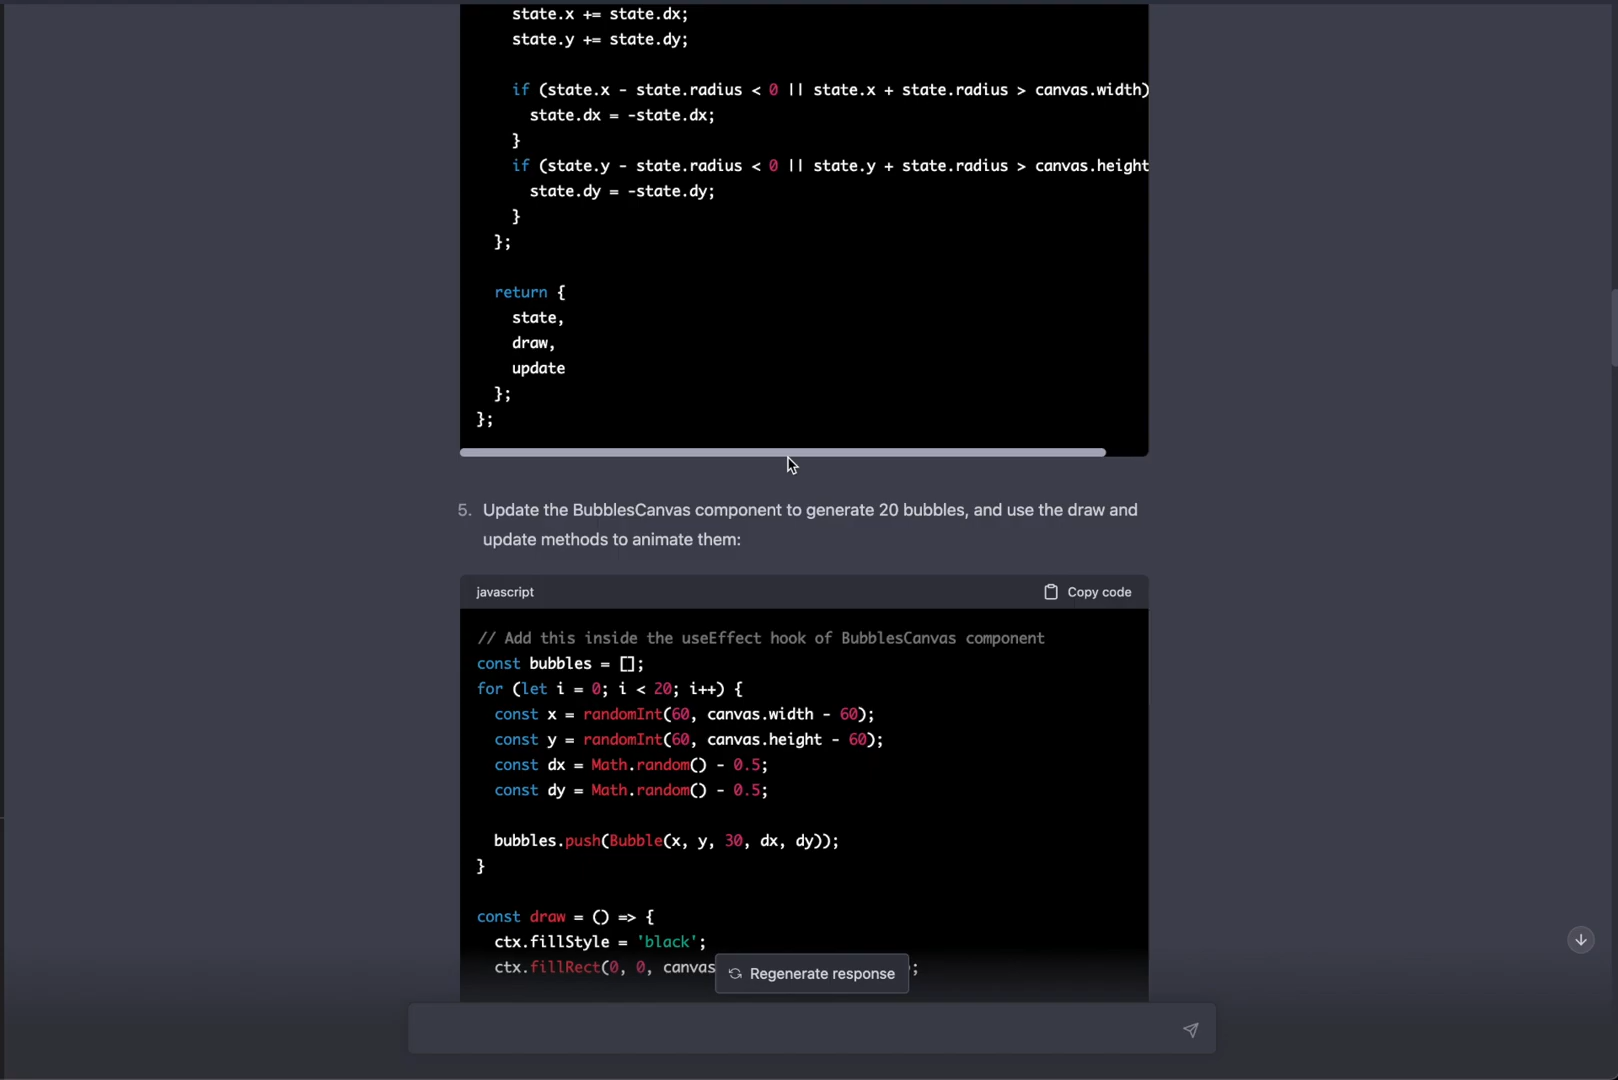 state.x += state.dx;
state.y += state.dy;
if (state.x - state.radius < 0 || state.x + state.radius > canvas.width)
state.dx = -state.dx;
}
if (state.y - state.radius < 0 || state.y + state.radius > canvas.height
state.dy = -state.dy;
}
};
return {
state,
draw,
update
};
};
5. Update the BubblesCanvas component to generate 20 bubbles, and use the draw and
update methods to animate them:
javascript Copy code
// Add this inside the useEffect hook of BubblesCanvas component
const bubbles = [];
for (let i = 0; i < 20; i++) {
const x = randomInt(60, canvas.width - 60);
const y = randomInt(60, canvas.height - 60);
const dx = Math.random() - 0.5;
const dy = Math.random() - 0.5;
bubbles.push(Bubble(x, y, 30, dx, dy));
}
const draw = () => {
ctx.fillStyle = 'black';
ctx.fillRect(0, 0, canvas ;
Regenerate response